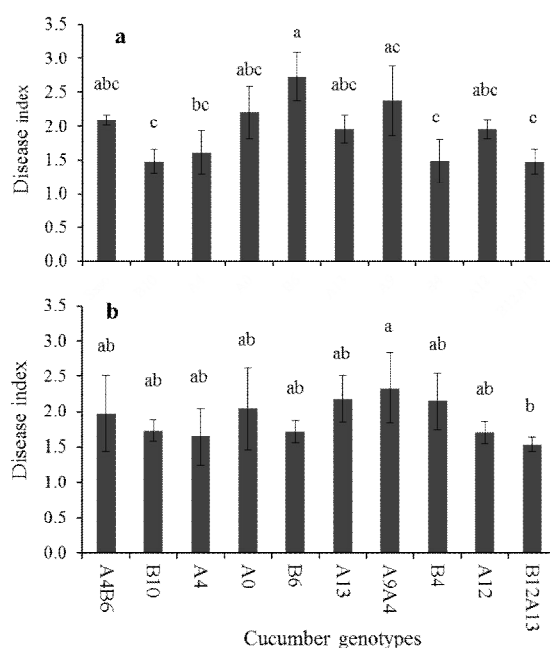 a
Disease index
3.5
3.0
2.5
2.0
1.5
1.0
0.5
0.0
abc
c
bc
abc
a
abc
ac
c
abc
c
b
Disease index
3.5
3.0
2.5
2.0
1.5
1.0
0.5
0.0
ab
ab
ab
ab
ab
ab
a
ab
ab
b
A4B6
B10
A4
A0
B6
A13
A9A4
B4
A12
B12A13
Cucumber genotypes